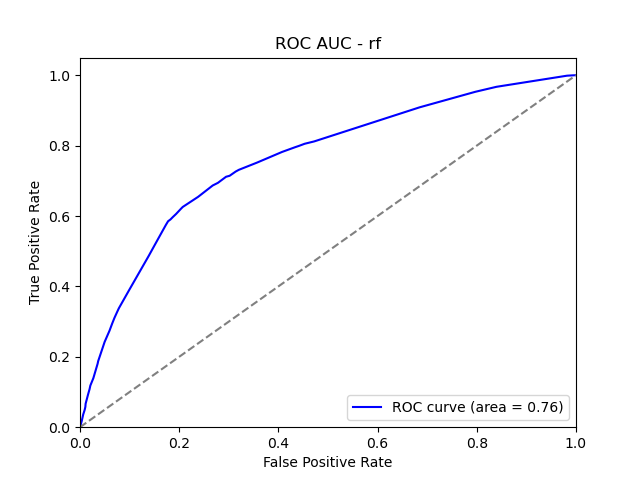 ROC AUC - rf
1.0
0.8
0.6
0.4
0.2
0.0
True Positive Rate
ROC curve (area = 0.76)
0.0 0.2 0.4 0.6 0.8 1.0
False Positive Rate